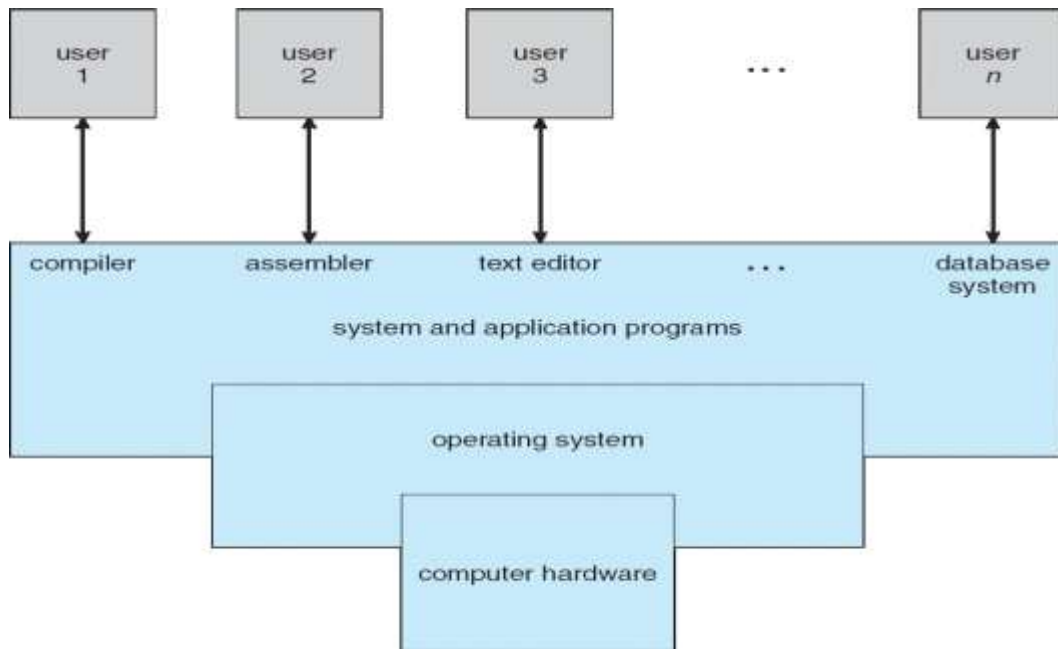 user
1
user
2
user
3
...
user
n
compiler
assembler
text editor
...
database
system
system and application programs
operating system
computer hardware